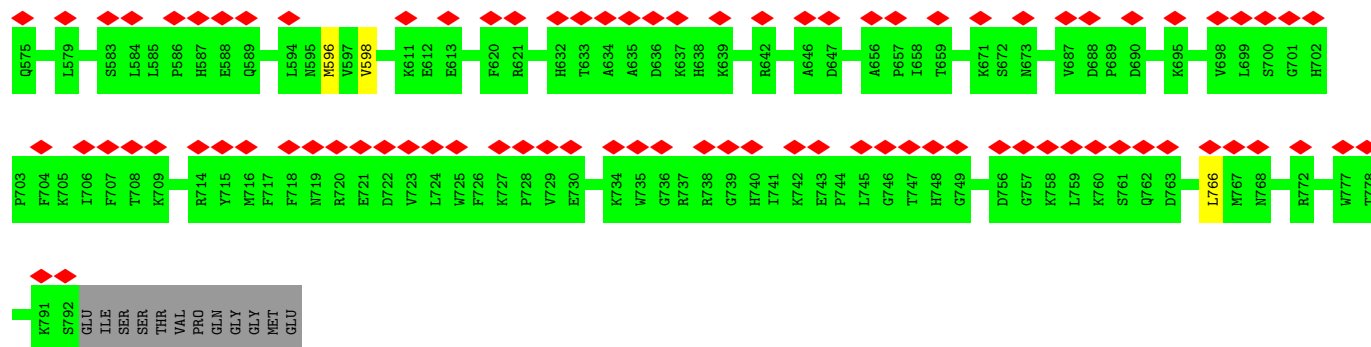 Q575 L579 S583 L584 L585 P586 H587 E588 Q589 L594 N595 M596 V597 V598 K611 E612 E613 F620 R621 H632 T633 A634 A635 D636 K637 H638 K639 R642 A646 D647 A656 P657 I658 T659 K671 S672 N673 V687 D688 P689 D690 K695 V698 L699 S700 G701 H702
P703 F704 K705 I706 F707 T708 K709 R714 Y715 M716 F717 F718 N719 R720 E721 D722 V723 L724 W725 F726 K727 P728 V729 E730 K734 W735 G736 R737 R738 G739 H740 I741 K742 E743 P744 L745 G746 T747 H748 G749 D756 G757 K758 L759 K760 S761 Q762 D763 L766 M767 N768 R772 W777 T778
K791 S792 GLU ILE SER SER THR VAL PRO GLN GLY GLY MET GLU